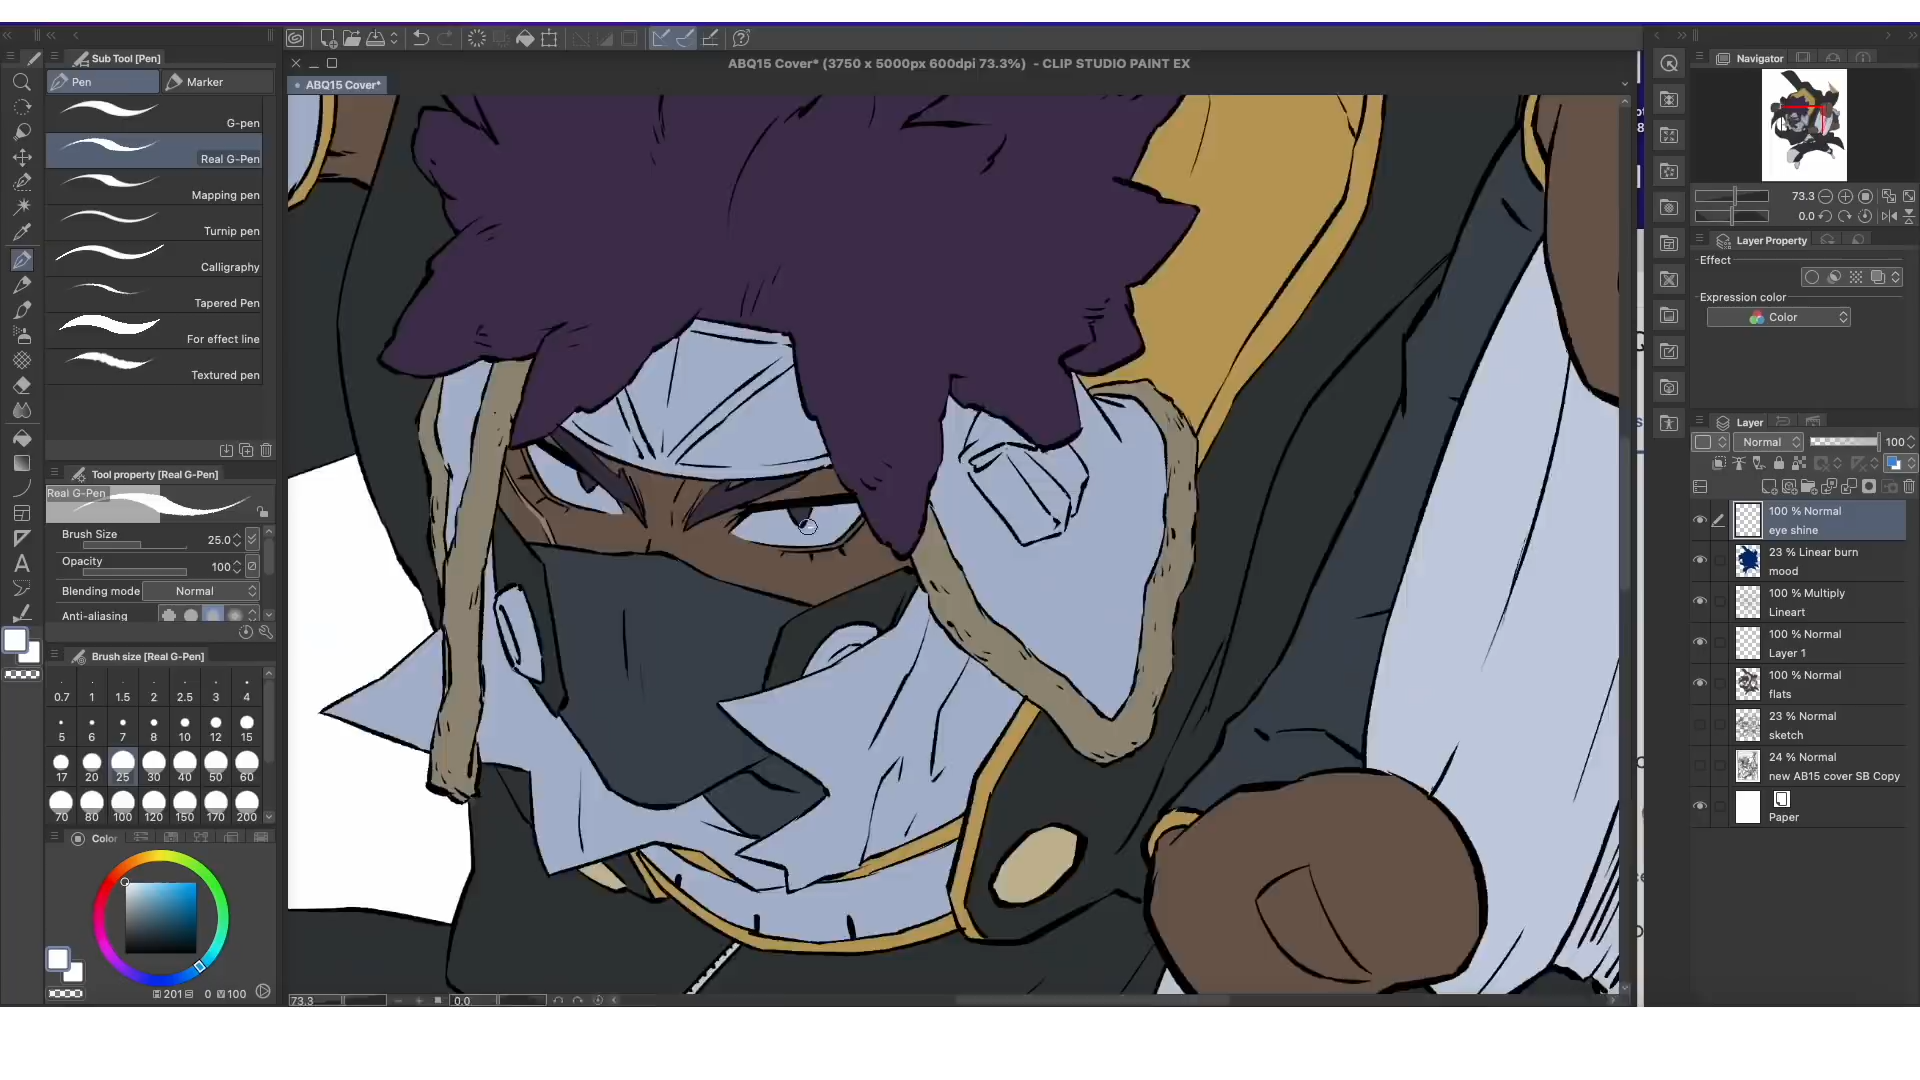 ABQ15 Cover* (3750 x 5000px 600dpi 73.3%) - CLIP STUDIO PAINT EX
ABQ15 Cover*
Sub Tool [Pen]
Pen
Marker
G-pen
Real G-Pen
Mapping pen
Turnip pen
Calligraphy
Tapered Pen
For effect line
Textured pen
Tool property [Real G-Pen]
Real G-Pen
Brush Size 25.0
Opacity 100
Blending mode Normal
Anti-aliasing
Brush size [Real G-Pen]
0.7 1 1.5 2 2.5 3 4
5 6 7 8 10 12 15
17 20 25 30 40 50 60
70 80 100 120 150 170 200
Color
201 0 V 100
73.3 0.0
Navigator
73.3
0.0
Layer Property
Effect
Expression color
Color
Layer
Normal 100
100 % Normal
eye shine
23 % Linear burn
mood
100 % Multiply
Lineart
100 % Normal
Layer 1
100 % Normal
flats
23 % Normal
sketch
24 % Normal
new AB15 cover SB Copy
Paper